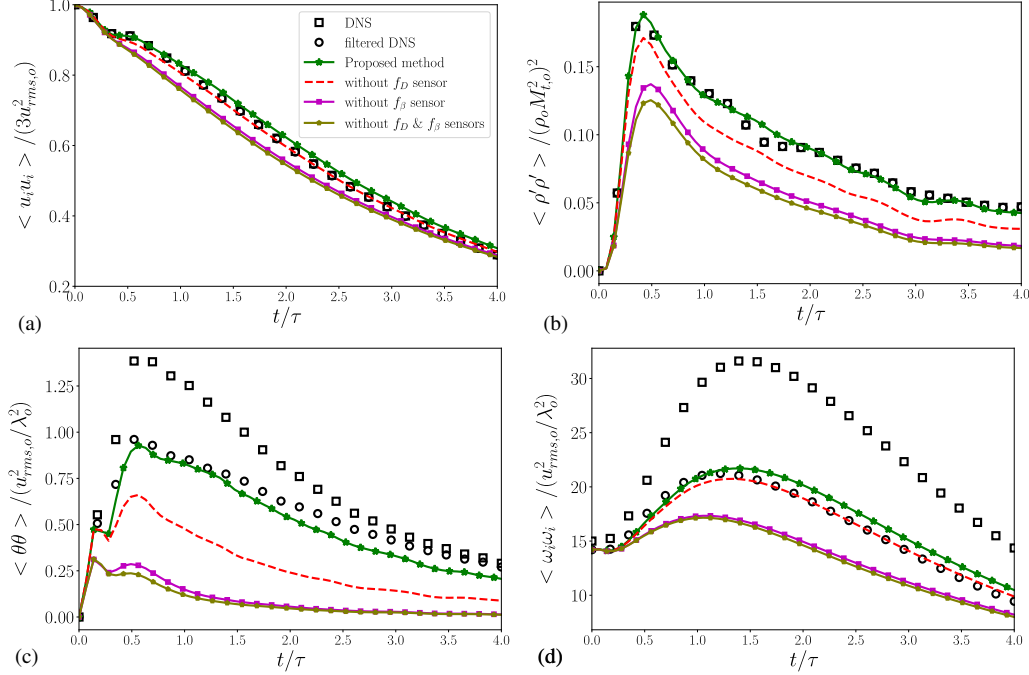 1.0
0.8
0.6
0.4
0.2
< u_i u_i > /(3u²_{rms,o})
DNS
filtered DNS
Proposed method
without f_D sensor
without f_β sensor
without f_D & f_β sensors
0.0 0.5 1.0 1.5 2.0 2.5 3.0 3.5 4.0
t/τ
(a)
0.15
0.10
0.05
0.00
< ρ′ρ′ > /(ρ_o M²_{t,o})²
0.0 0.5 1.0 1.5 2.0 2.5 3.0 3.5 4.0
t/τ
(b)
1.25
1.00
0.75
0.50
0.25
0.00
< θθ > /(u²_{rms,o}/λ²_o)
0.0 0.5 1.0 1.5 2.0 2.5 3.0 3.5 4.0
t/τ
(c)
30
25
20
15
10
< ω_i ω_i > /(u²_{rms,o}/λ²_o)
0.0 0.5 1.0 1.5 2.0 2.5 3.0 3.5 4.0
t/τ
(d)